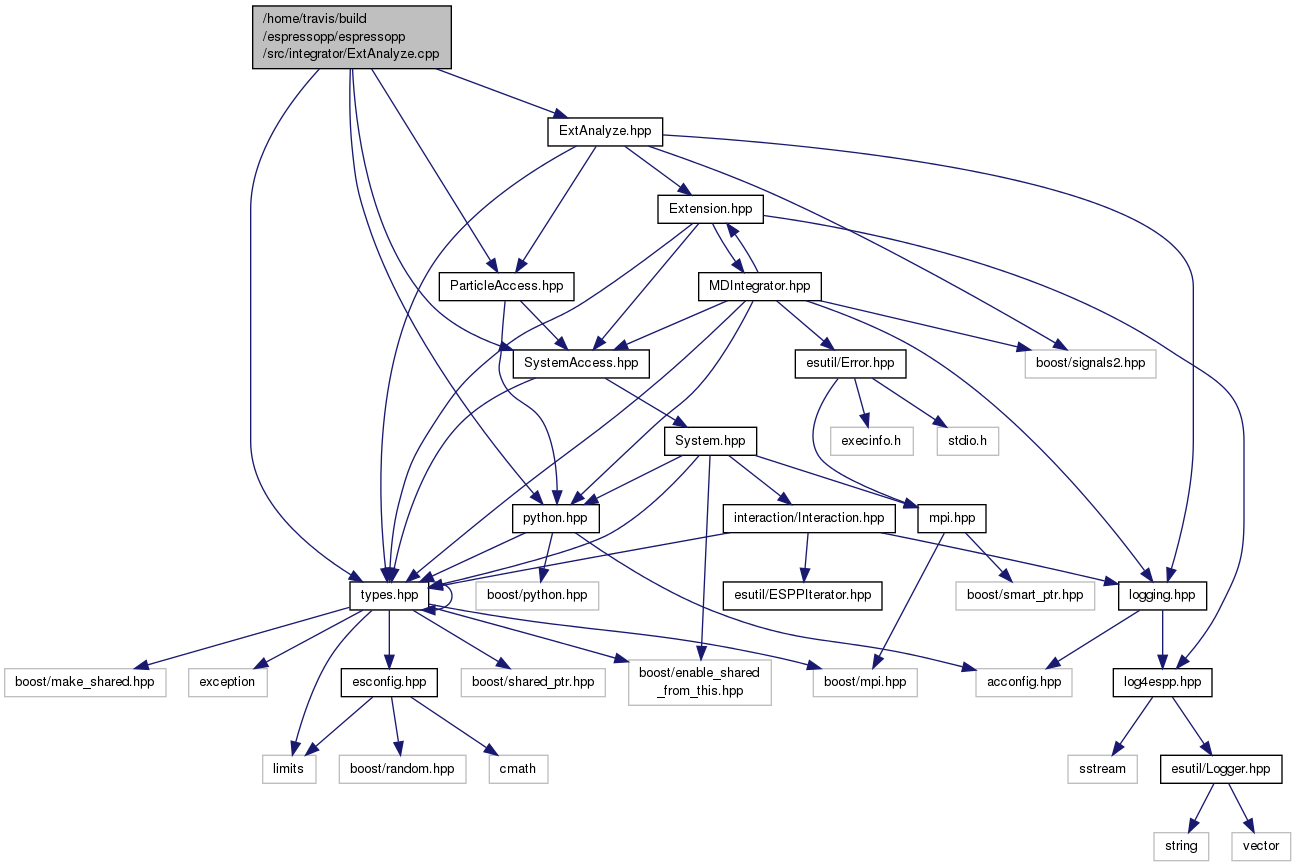 /home/travis/build
/espressopp/espressopp
/src/integrator/ExtAnalyze.cpp
ExtAnalyze.hpp
Extension.hpp
ParticleAccess.hpp
MDIntegrator.hpp
SystemAccess.hpp
esutil/Error.hpp
boost/signals2.hpp
System.hpp
execinfo.h
stdio.h
python.hpp
interaction/Interaction.hpp
mpi.hpp
types.hpp
boost/python.hpp
esutil/ESPPIterator.hpp
boost/smart_ptr.hpp
logging.hpp
boost/make_shared.hpp
exception
esconfig.hpp
boost/shared_ptr.hpp
boost/enable_shared
_from_this.hpp
boost/mpi.hpp
acconfig.hpp
log4espp.hpp
limits
boost/random.hpp
cmath
sstream
esutil/Logger.hpp
string
vector